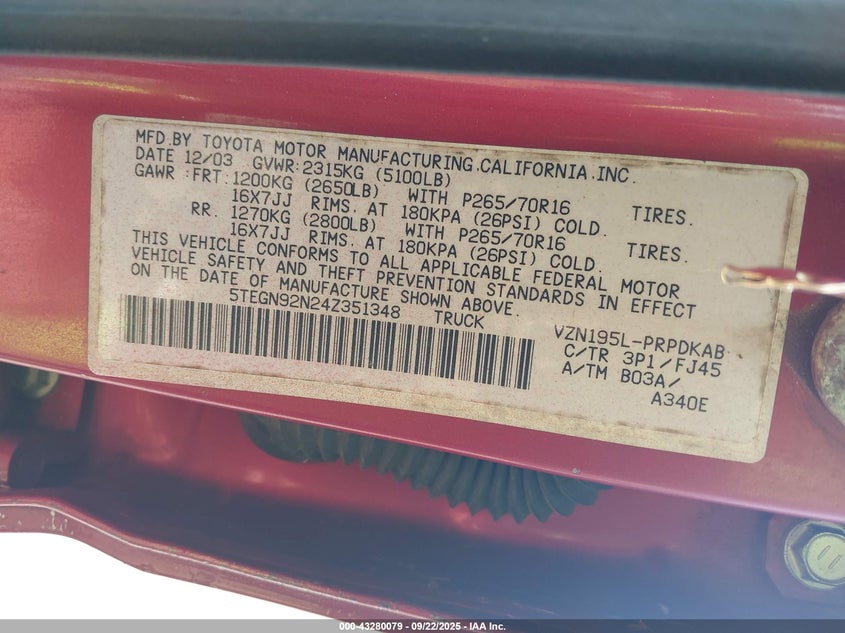 MFD.BY TOYOTA MOTOR MANUFACTURING.CALIFORNIA.INC.
DATE 12/03 GVWR:2315KG (5100LB)
GAWR :FRT:1200KG (2650LB) WITH P265/70R16 TIRES.
16X7JJ RIMS. AT 180KPA (26PSI) COLD.
RR. 1270KG (2800LB) WITH P265/70R16 TIRES.
16X7JJ RIMS. AT 180KPA (26PSI) COLD.
THIS VEHICLE CONFORMS TO ALL APPLICABLE FEDERAL MOTOR
VEHICLE SAFETY AND THEFT PREVENTION STANDARDS IN EFFECT
ON THE DATE OF MANUFACTURE SHOWN ABOVE.
5TEGN92N24Z351348 TRUCK
VZN195L-PRPDKAB
C/TR 3P1/FJ45
A/TM B03A/
A340E
000-43280079 - 09/22/2025 - IAA Inc.